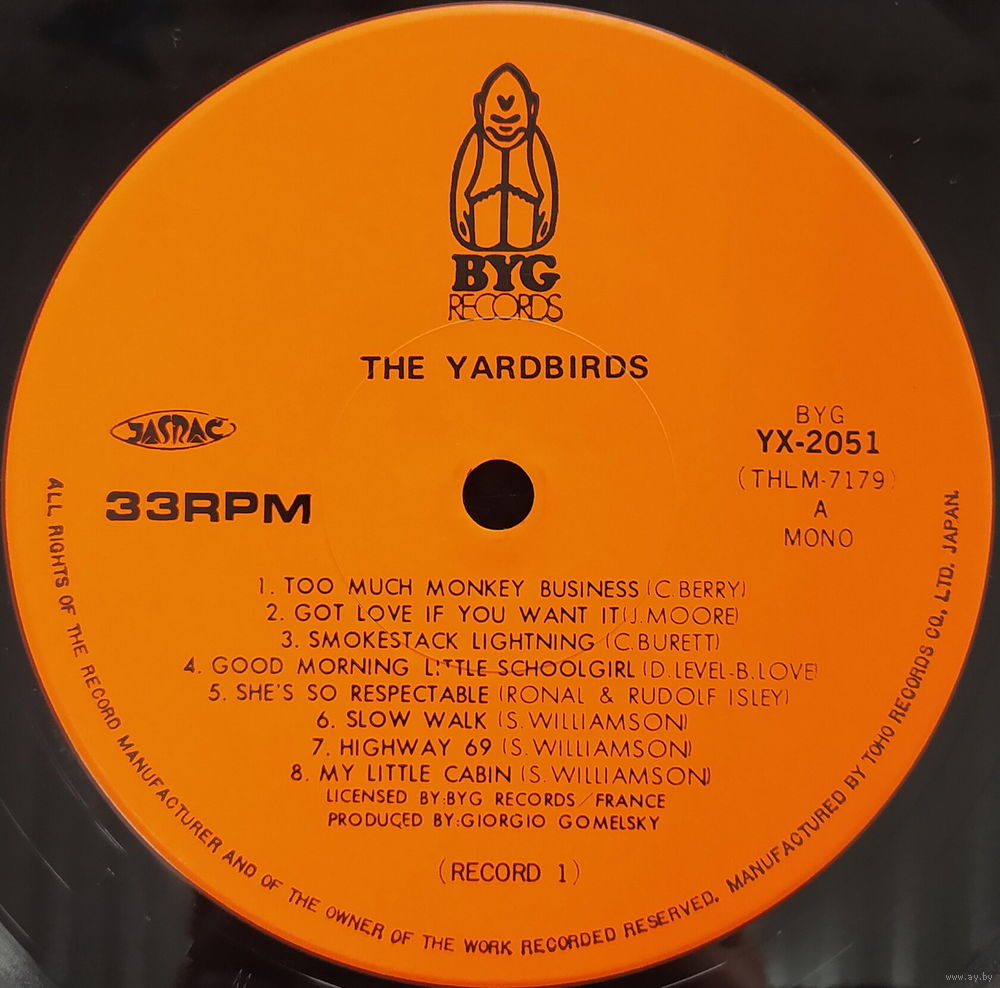 BYG
RECORDS
THE YARDBIRDS
JASRAC
33RPM
BYG
YX-2051
(THLM-7179)
A
MONO
1. TOO MUCH MONKEY BUSINESS (C. BERRY)
2. GOT LOVE IF YOU WANT IT (J. MOORE)
3. SMOKESTACK LIGHTNING (C. BURETT)
4. GOOD MORNING LITTLE SCHOOLGIRL (D. LEVEL-B. LOVE)
5. SHE'S SO RESPECTABLE (RONAL & RUDOLF ISLEY)
6. SLOW WALK (S. WILLIAMSON)
7. HIGHWAY 69 (S. WILLIAMSON)
8. MY LITTLE CABIN (S. WILLIAMSON)
LICENSED BY:BYG RECORDS/FRANCE
PRODUCED BY:GIORGIO GOMELSKY
(RECORD 1)
ALL RIGHTS OF THE RECORD MANUFACTURER AND OF THE OWNER OF THE WORK RECORDED RESERVED. MANUFACTURED BY TOHO RECORDS CO., LTD. JAPAN.
www.ay.by